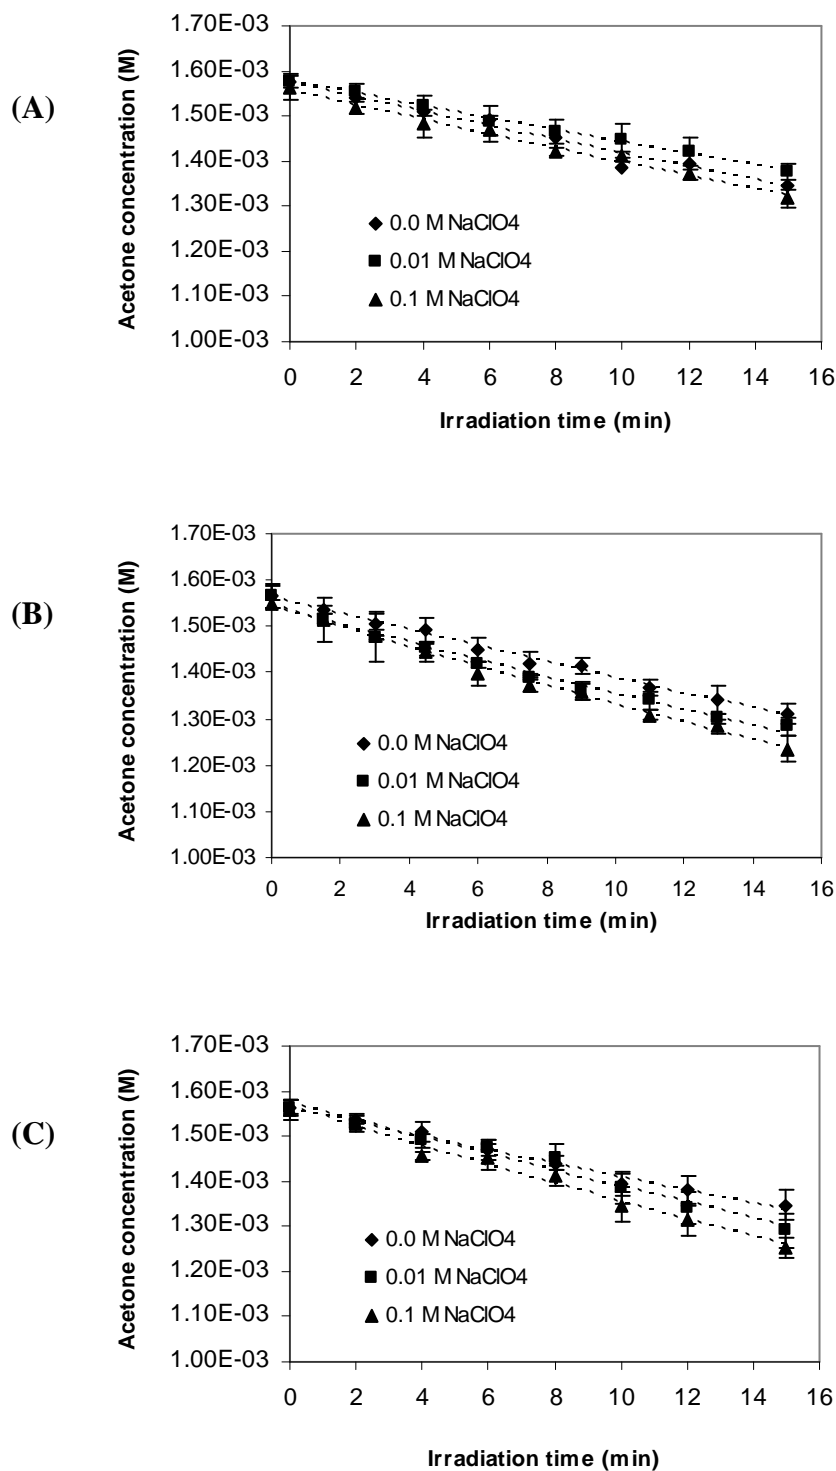 (A)
Acetone concentration (M)
1.70E-03
1.60E-03
1.50E-03
1.40E-03
1.30E-03
1.20E-03
1.10E-03
1.00E-03
0.0 M NaClO4
0.01 M NaClO4
0.1 M NaClO4
0 2 4 6 8 10 12 14 16
Irradiation time (min)
(B)
Acetone concentration (M)
1.70E-03
1.60E-03
1.50E-03
1.40E-03
1.30E-03
1.20E-03
1.10E-03
1.00E-03
0.0 M NaClO4
0.01 M NaClO4
0.1 M NaClO4
0 2 4 6 8 10 12 14 16
Irradiation time (min)
(C)
Acetone concentration (M)
1.70E-03
1.60E-03
1.50E-03
1.40E-03
1.30E-03
1.20E-03
1.10E-03
1.00E-03
0.0 M NaClO4
0.01 M NaClO4
0.1 M NaClO4
0 2 4 6 8 10 12 14 16
Irradiation time (min)